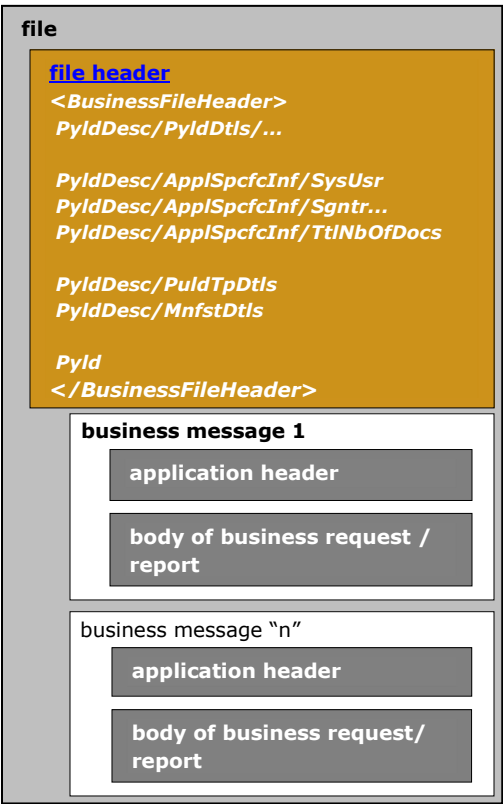 file
file header
<BusinessFileHeader>
PyldDesc/PyldDtls/...
PyldDesc/ApplSpcfcInf/SysUsr
PyldDesc/ApplSpcfcInf/Sgntr...
PyldDesc/ApplSpcfcInf/TtlNbOfDocs
PyldDesc/PuldTpDtls
PyldDesc/MnfstDtls
Pyld
</BusinessFileHeader>
business message 1
application header
body of business request /
report
business message “n”
application header
body of business request/
report